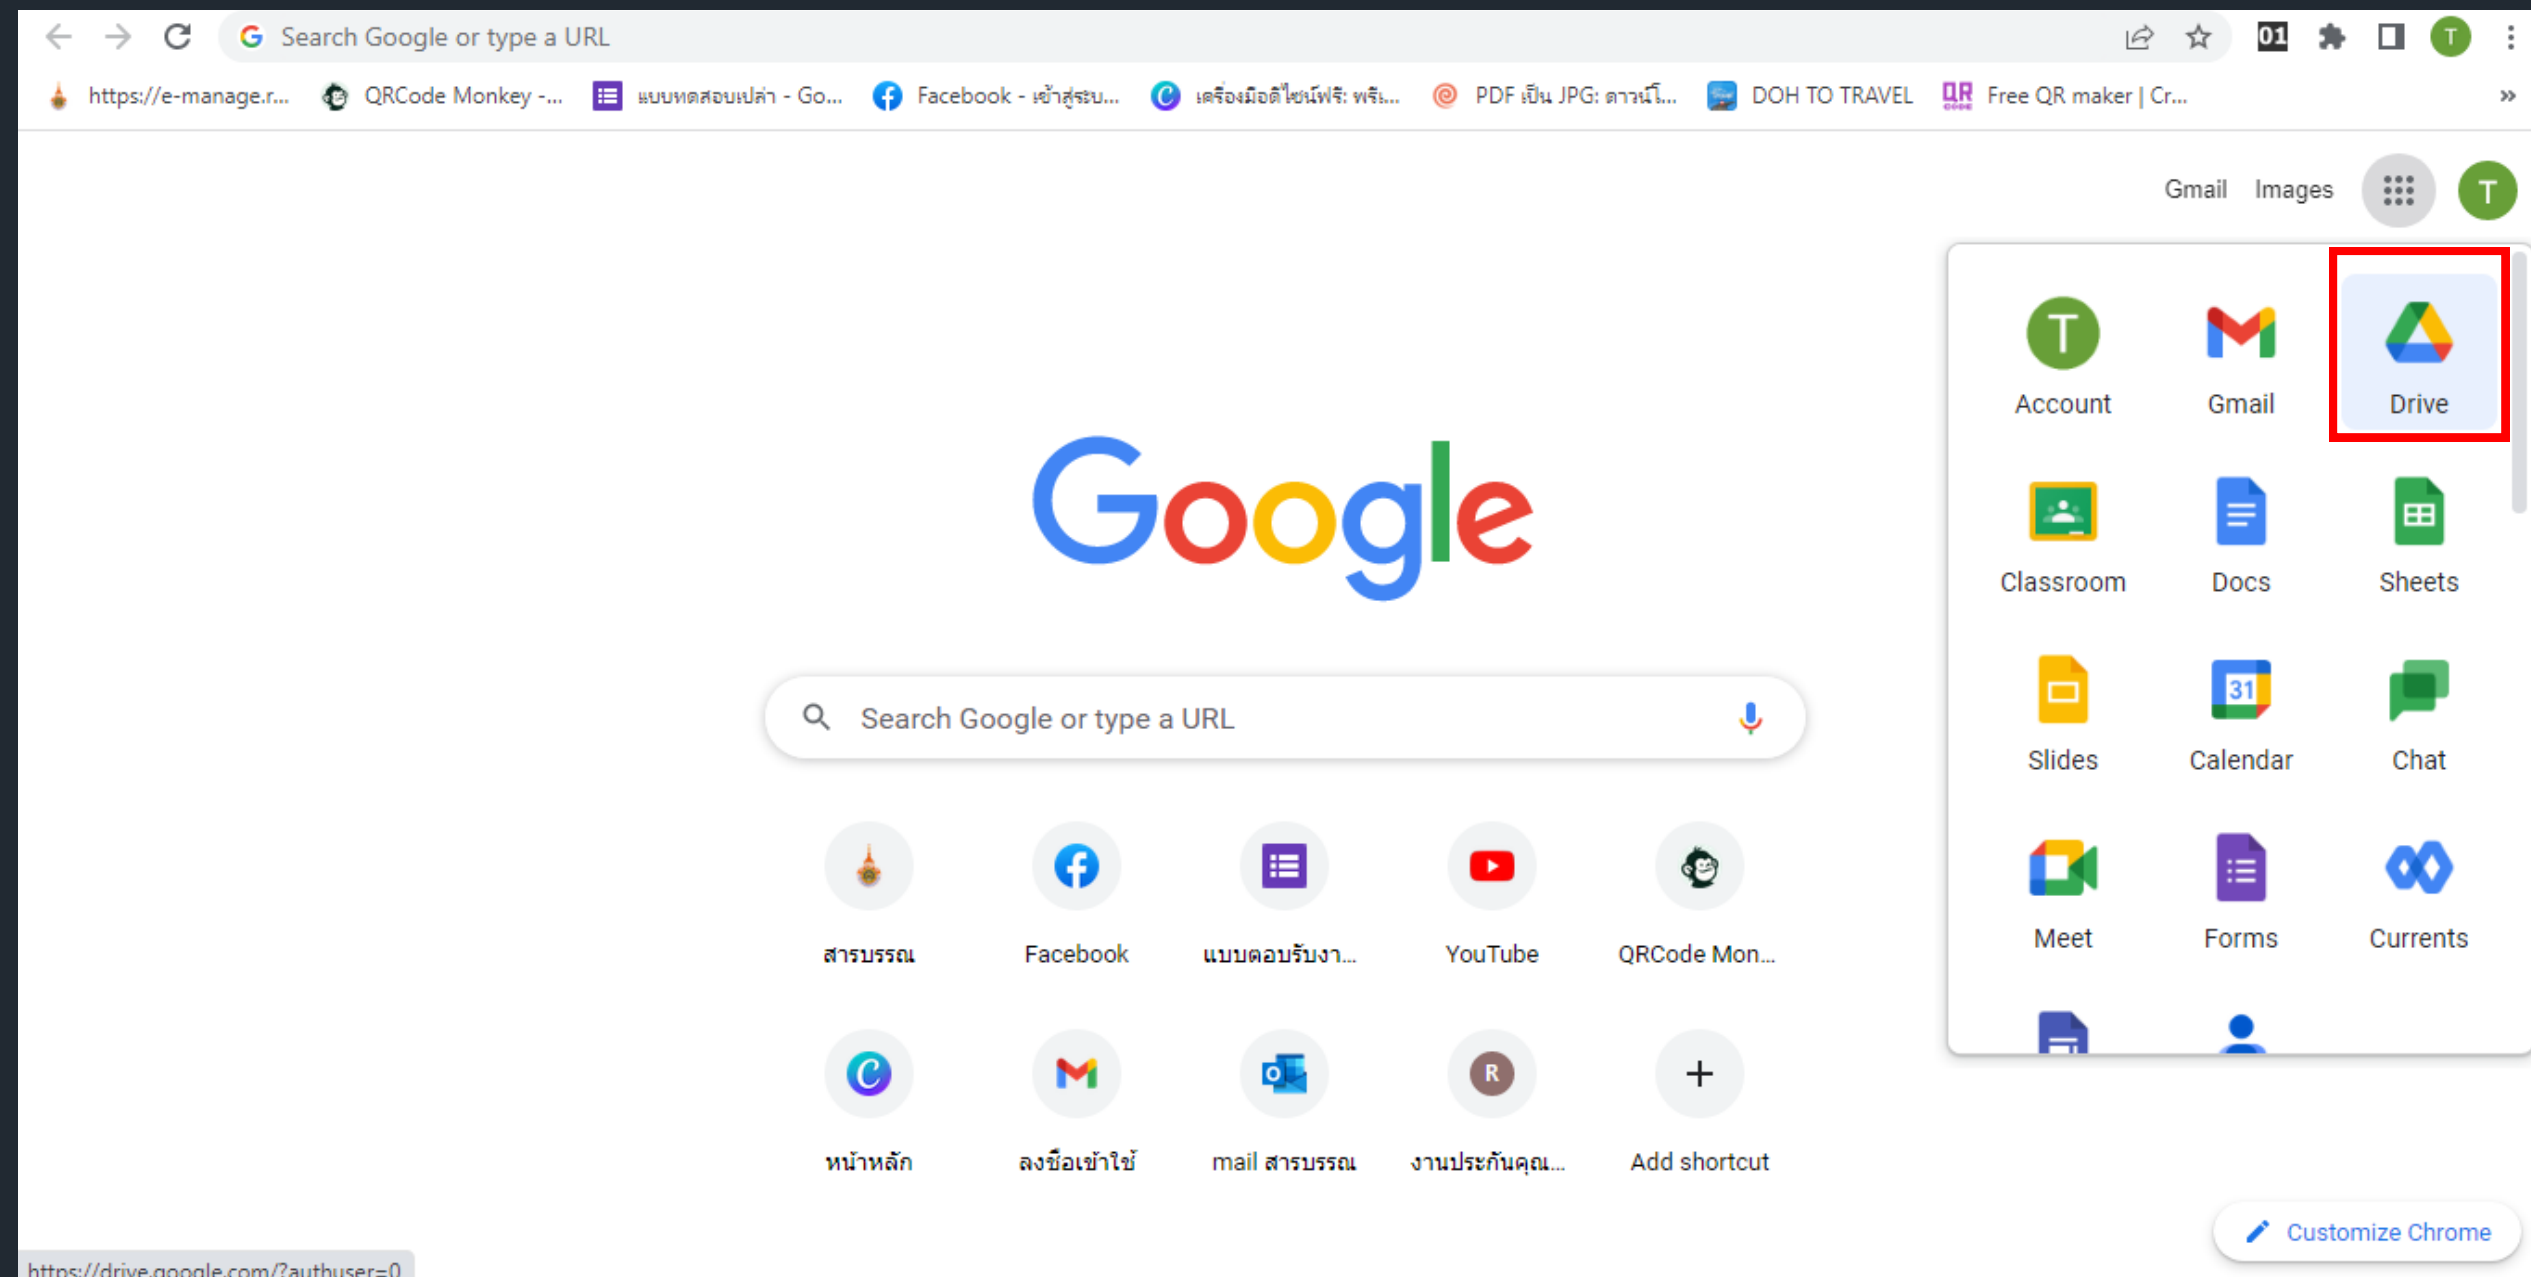 Search Google or type a URL
01
T
https://e-manage.r...
QRCode Monkey -...
แบบทดสอบเปล่า - Go...
Facebook - เข้าสู่ระบ...
เครื่องมือดีไซน์ฟรี: พรีเ...
PDF เป็น JPG: ดาวน์โ...
DOH TO TRAVEL
QR CODE
Free QR maker | Cr...
»
Gmail
Images
T
T
Account
Gmail
Drive
Google
Classroom
Docs
Sheets
Search Google or type a URL
31
Slides
Calendar
Chat
Meet
Forms
Currents
สารบรรณ
Facebook
แบบตอบรับงา...
YouTube
QRCode Mon...
R
หน้าหลัก
ลงชื่อเข้าใช้
mail สารบรรณ
งานประกันคุณ...
Add shortcut
Customize Chrome
https://drive.google.com/?authuser=0